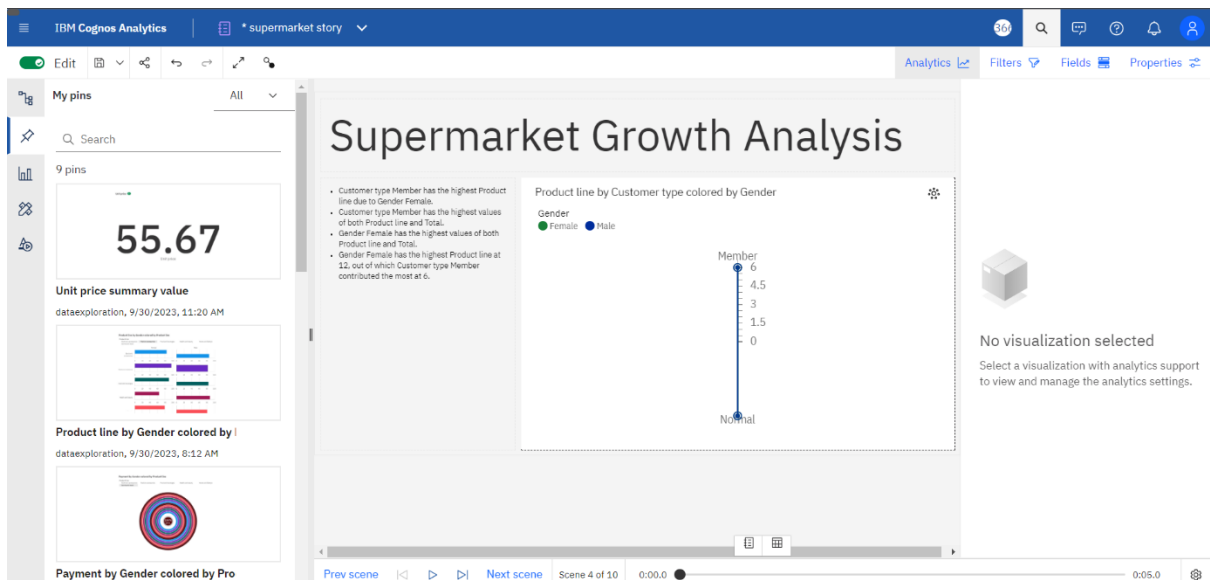 IBM Cognos Analytics
* supermarket story
Edit
Analytics
Filters
Fields
Properties
My pins
All
Search
9 pins
55.67
Unit price summary value
dataexploration, 9/30/2023, 11:20 AM
Product line by Gender colored by
dataexploration, 9/30/2023, 8:12 AM
Payment by Gender colored by Pro
Supermarket Growth Analysis
• Customer type Member has the highest Product
line due to Gender Female.
• Customer type Member has the highest values
of both Product line and Total.
• Gender Female has the highest values of both
Product line and Total.
• Gender Female has the highest Product line at
12, out of which Customer type Member
contributed the most at 6.
Product line by Customer type colored by Gender
Gender
Female Male
Member
6
4.5
3
1.5
0
Normal
No visualization selected
Select a visualization with analytics support
to view and manage the analytics settings.
Prev scene
Next scene
Scene 4 of 10
0:00.0
0:05.0